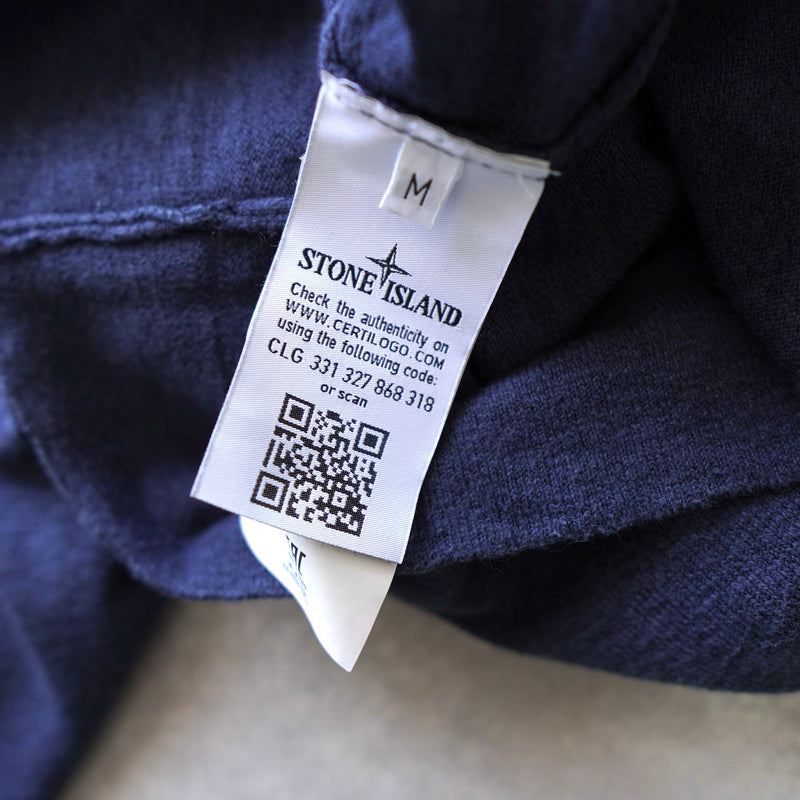 M
STONE ISLAND
Check the authenticity on
WWW.CERTILOGO.COM
using the following code:
CLG 331 327 868 318
or scan